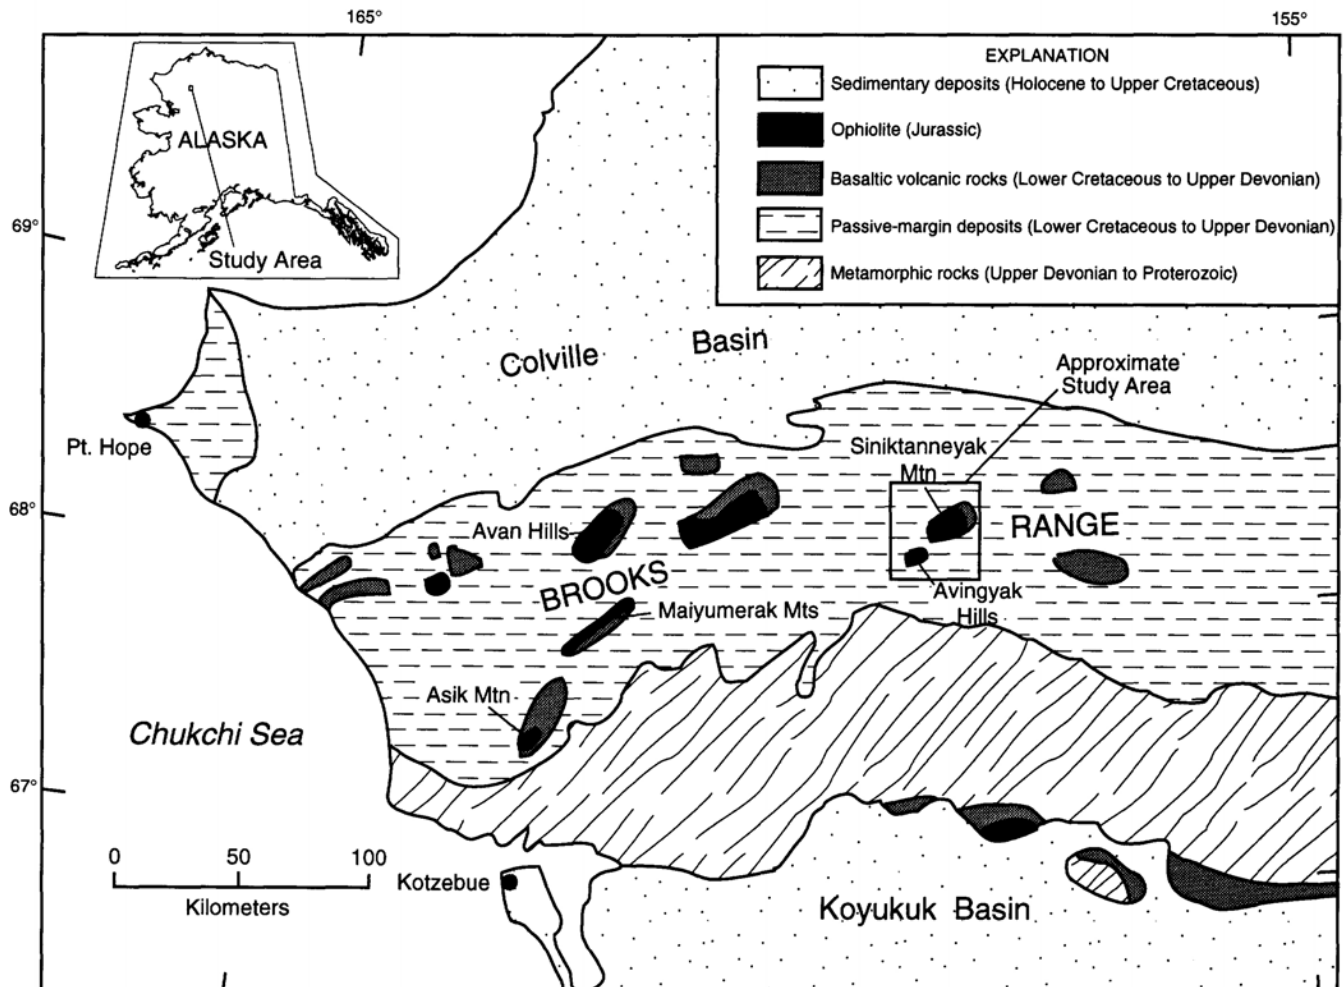 165°
155°
EXPLANATION
Sedimentary deposits (Holocene to Upper Cretaceous)
Ophiolite (Jurassic)
Basaltic volcanic rocks (Lower Cretaceous to Upper Devonian)
Passive-margin deposits (Lower Cretaceous to Upper Devonian)
Metamorphic rocks (Upper Devonian to Proterozoic)
ALASKA
Study Area
69°
Colville Basin
Approximate
Study Area
Pt. Hope
Siniktanneyak
Mtn
68°
Avan Hills
RANGE
BROOKS
Avingyak
Hills
Maiyumerak Mts
Asik Mtn
Chukchi Sea
67°
0 50 100
Kilometers
Kotzebue
Koyukuk Basin